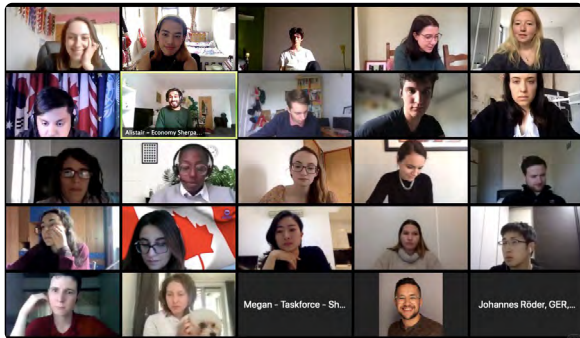 Alistair – Economy Sherpa...
Megan - Taskforce - Sh...
Johannes Röder, GER,...